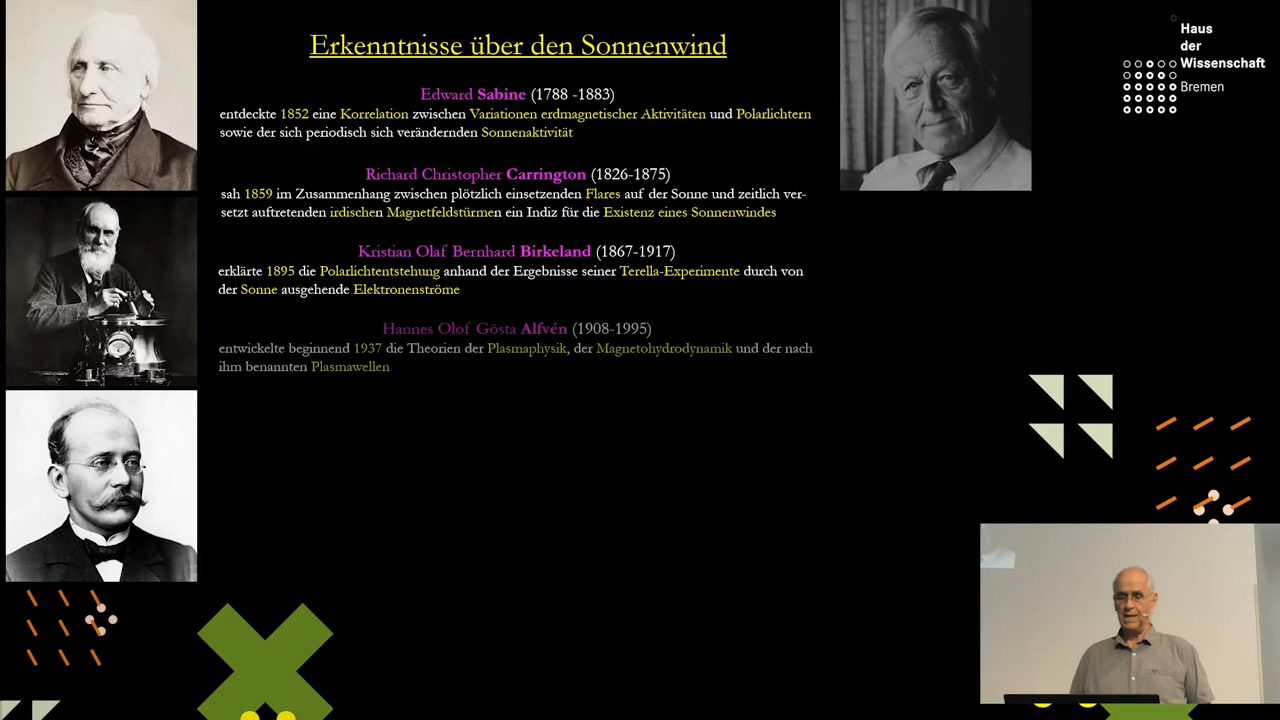 Erkenntnisse über den Sonnenwind
Edward Sabine (1788 -1883)
entdeckte 1852 eine Korrelation zwischen Variationen erdmagnetischer Aktivitäten und Polarlichtern
sowie der sich periodisch sich verändernden Sonnenaktivität
Richard Christopher Carrington (1826-1875)
sah 1859 im Zusammenhang zwischen plötzlich einsetzenden Flares auf der Sonne und zeitlich ver-
setzt auftretenden irdischen Magnetfeldstürmen ein Indiz für die Existenz eines Sonnenwindes
Kristian Olaf Bernhard Birkeland (1867-1917)
erklärte 1895 die Polarlichtentstehung anhand der Ergebnisse seiner Terella-Experimente durch von
der Sonne ausgehende Elektronenströme
Hannes Olof Gösta Alfvén (1908-1995)
entwickelte beginnend 1937 die Theorien der Plasmaphysik, der Magnetohydrodynamik und der nach
ihm benannten Plasmawellen
Haus
der
Wissenschaft
Bremen